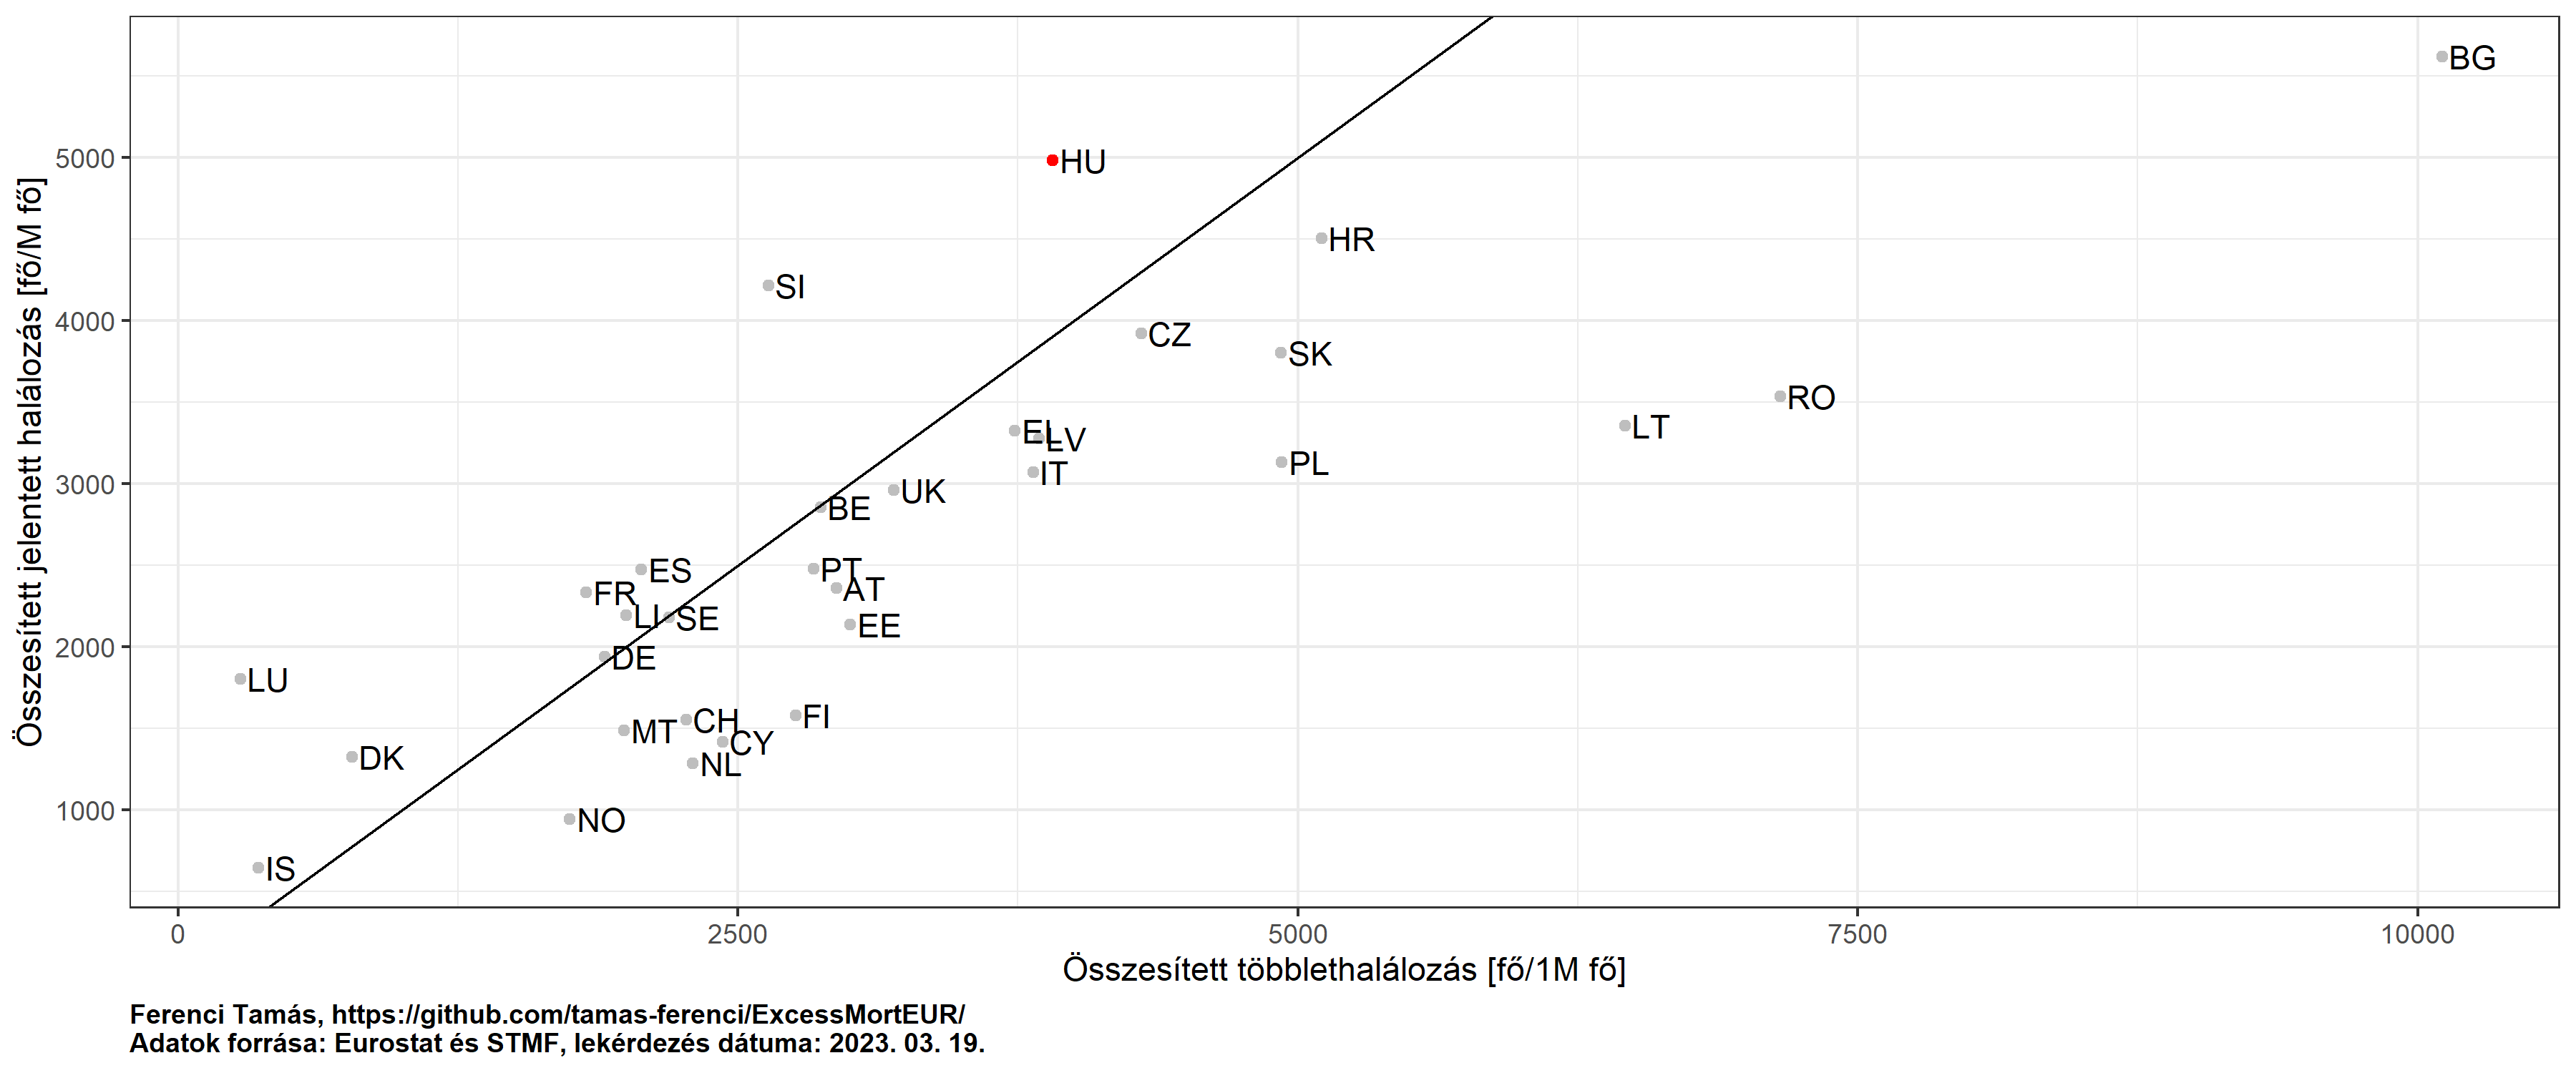 Összesített jelentett halálozás [fő/M fő]
5000
4000
3000
2000
1000
BG
HU
HR
SI
CZ
SK
RO
LT
EL
LV
PL
IT
UK
BE
ES
PT
FR
AT
LI
SE
EE
DE
LU
FI
CH
MT
CY
DK
NL
NO
IS
0 2500 5000 7500 10000
Összesített többlethalálozás [fő/1M fő]
Ferenci Tamás, https://github.com/tamas-ferenci/ExcessMortEUR/
Adatok forrása: Eurostat és STMF, lekérdezés dátuma: 2023. 03. 19.